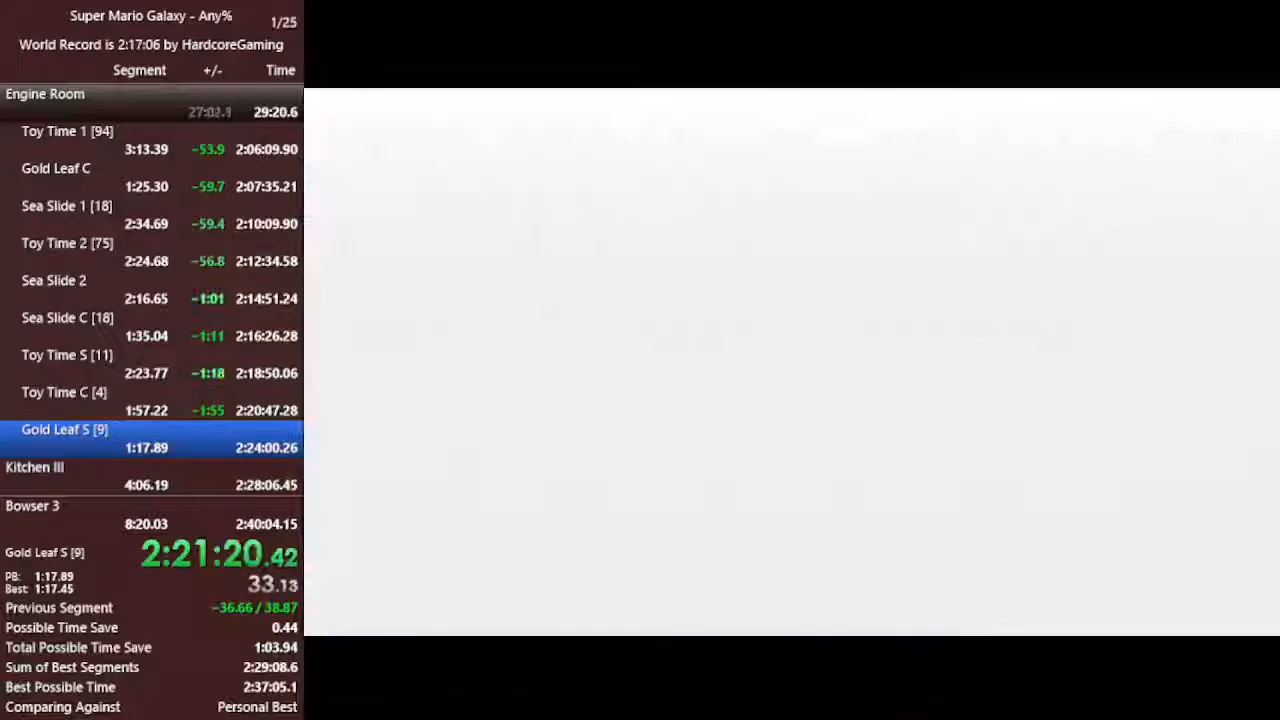 Super Mario Galaxy - Any%
1/25
World Record is 2:17:06 by HardcoreGaming
Segment +/- Time
Engine Room
29:20.6
Toy Time 1 [94]
3:13.39 −53.9 2:06:09.90
Gold Leaf C
1:25.30 −59.7 2:07:35.21
Sea Slide 1 [18]
2:34.69 −59.4 2:10:09.90
Toy Time 2 [75]
2:24.68 −56.8 2:12:34.58
Sea Slide 2
2:16.65 −1:01 2:14:51.24
Sea Slide C [18]
1:35.04 −1:11 2:16:26.28
Toy Time S [11]
2:23.77 −1:18 2:18:50.06
Toy Time C [4]
1:57.22 −1:55 2:20:47.28
Gold Leaf S [9]
1:17.89 2:24:00.26
Kitchen III
4:06.19 2:28:06.45
Bowser 3
8:20.03 2:40:04.15
Gold Leaf S [9] 2:21:20.42
PB: 1:17.89 33.13
Best: 1:17.45
Previous Segment −36.66 / 38.87
Possible Time Save 0.44
Total Possible Time Save 1:03.94
Sum of Best Segments 2:29:08.6
Best Possible Time 2:37:05.1
Comparing Against Personal Best